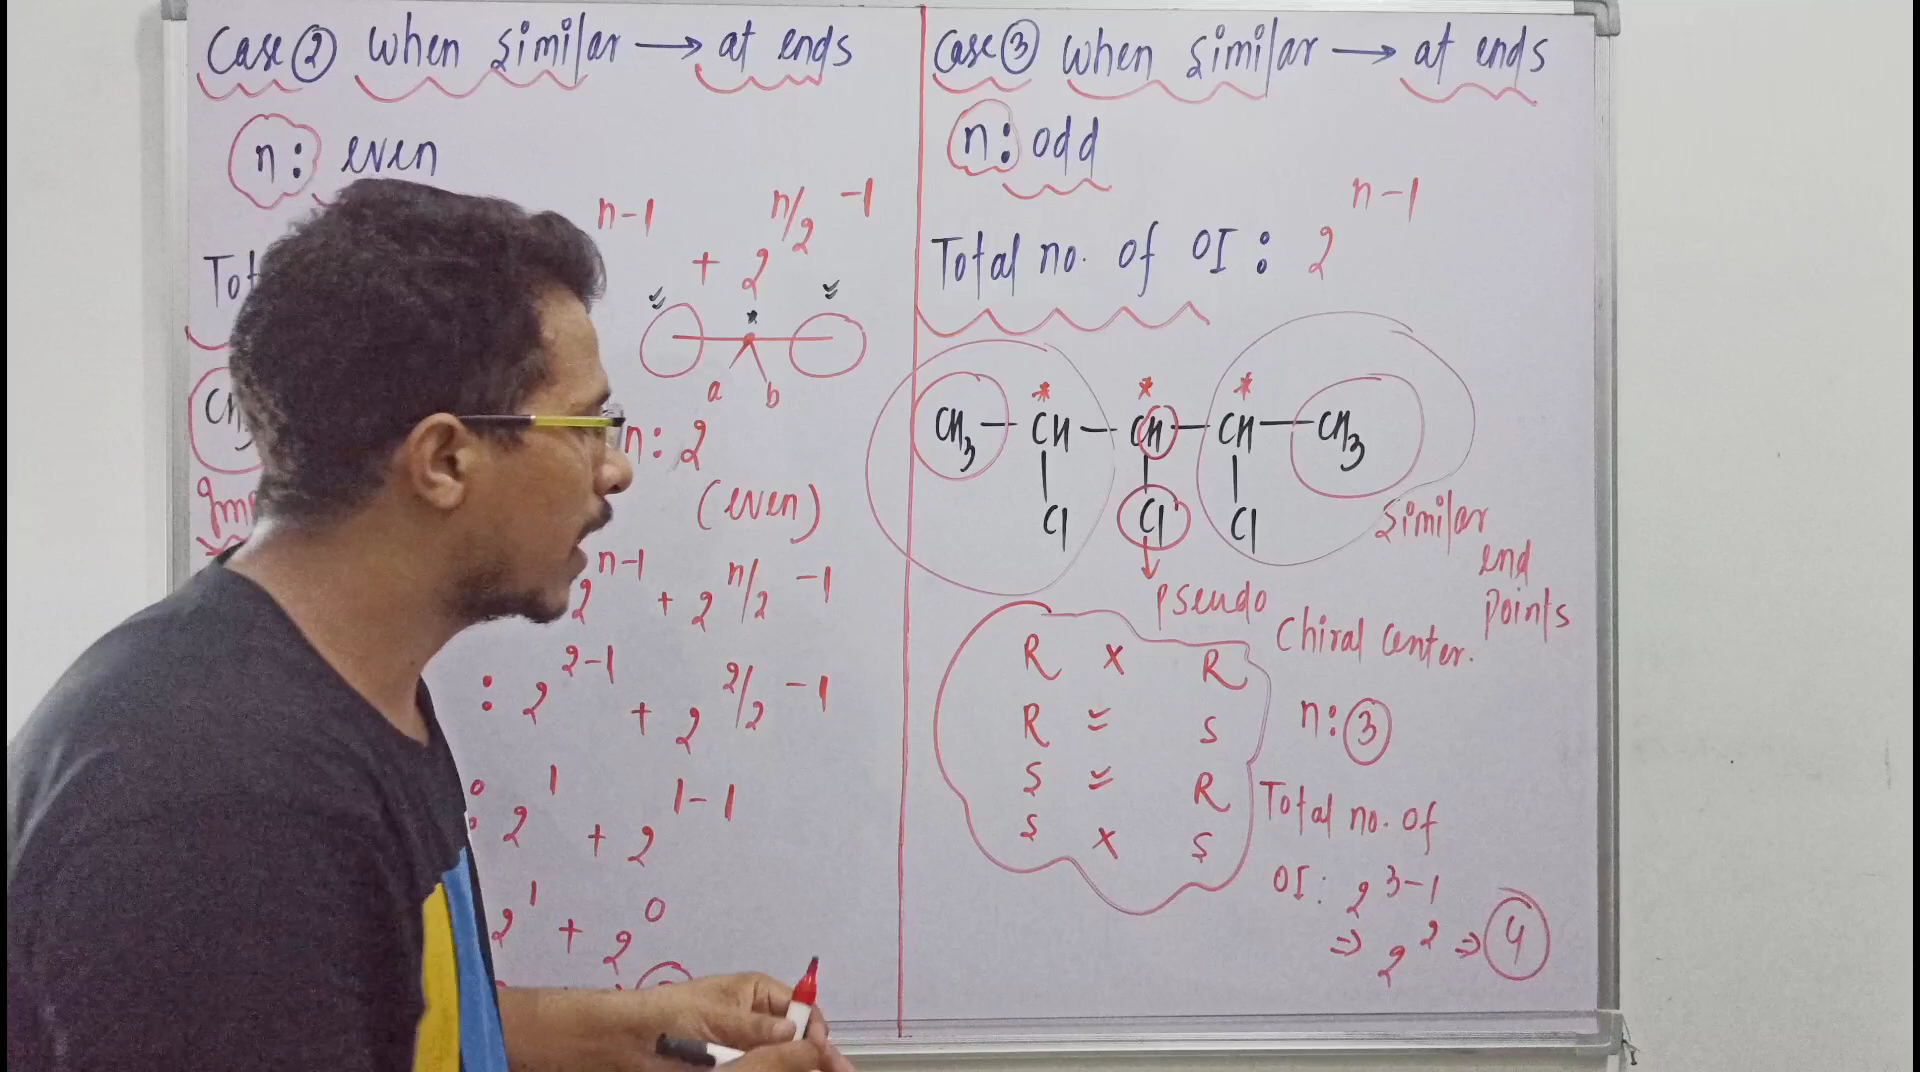 Case ② When similar → at ends
n: even
n-1 n/2 -1
+ 2
a b
n: 2
(even)
2^n-1 + 2^n/2 -1
: 2^2-1 + 2^2/2 -1
: 2^1 + 2^1-1
2^1 + 2^0
Case ③ When similar → at ends
n: odd
Total no. of OI : 2^n-1
* * *
CH3 - CH - CH - CH - CH3
Cl Cl Cl
Similar end points
Pseudo Chiral Center.
R × R
R S
S R
S × S
n: ③
Total no. of
OI: 2^3-1
⇒ 2^2 ⇒ ④